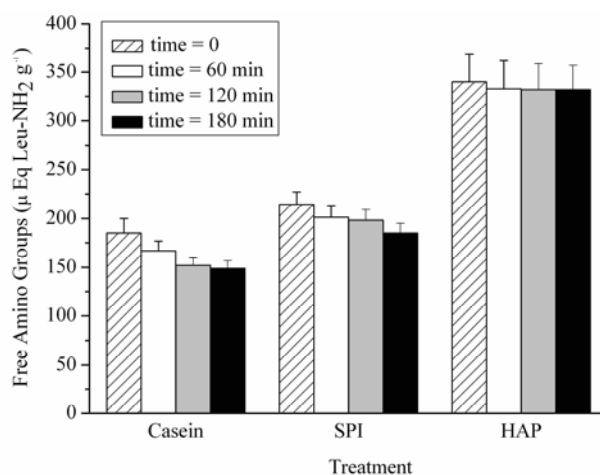 Free Amino Groups (μ Eq Leu-NH₂ g⁻¹)
400
350
300
250
200
150
100
50
0
time = 0
time = 60 min
time = 120 min
time = 180 min
Casein SPI HAP
Treatment